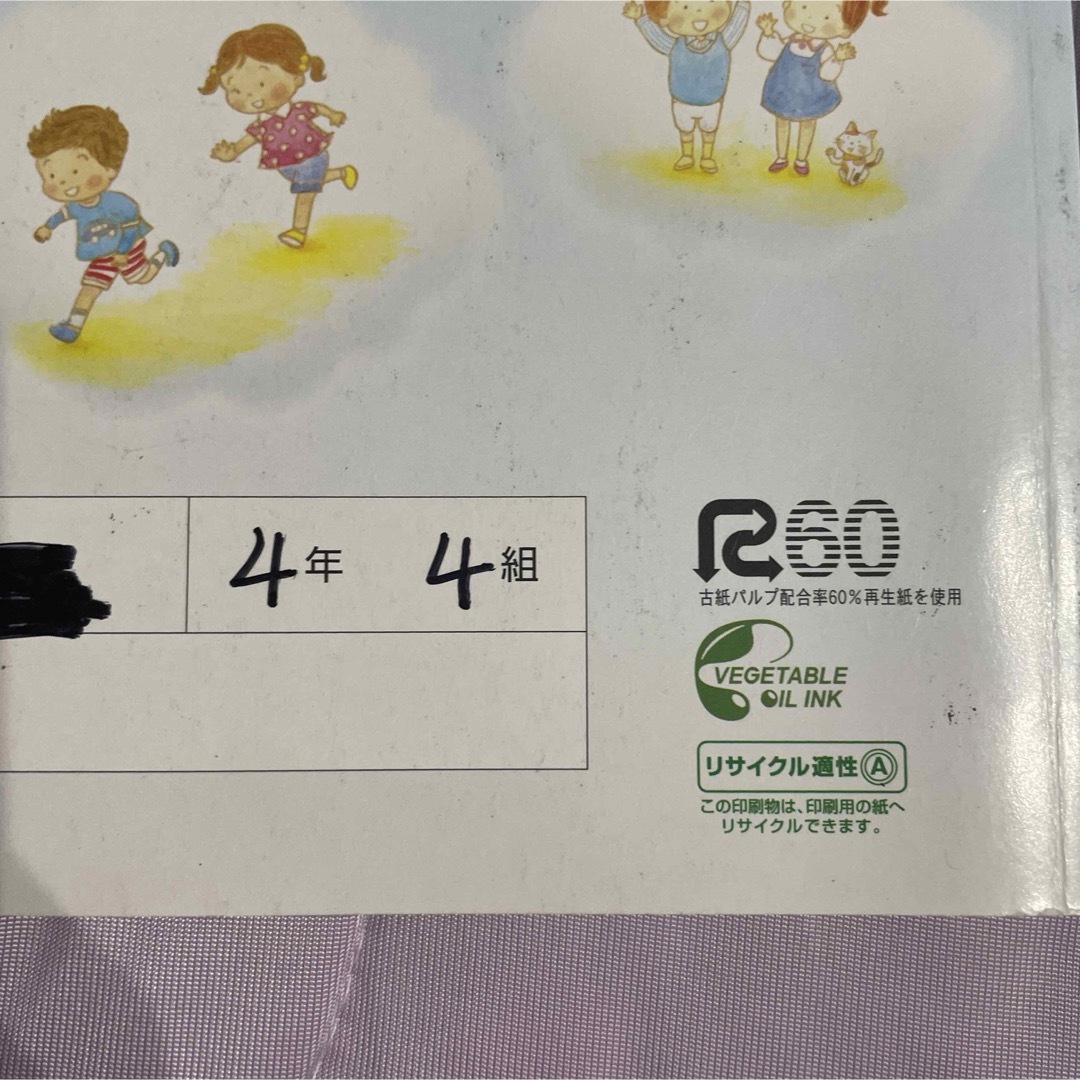 4年 4組
R60
古紙パルプ配合率60%再生紙を使用
VEGETABLE
OIL INK
リサイクル適性Ⓐ
この印刷物は、印刷用の紙へ
リサイクルできます。